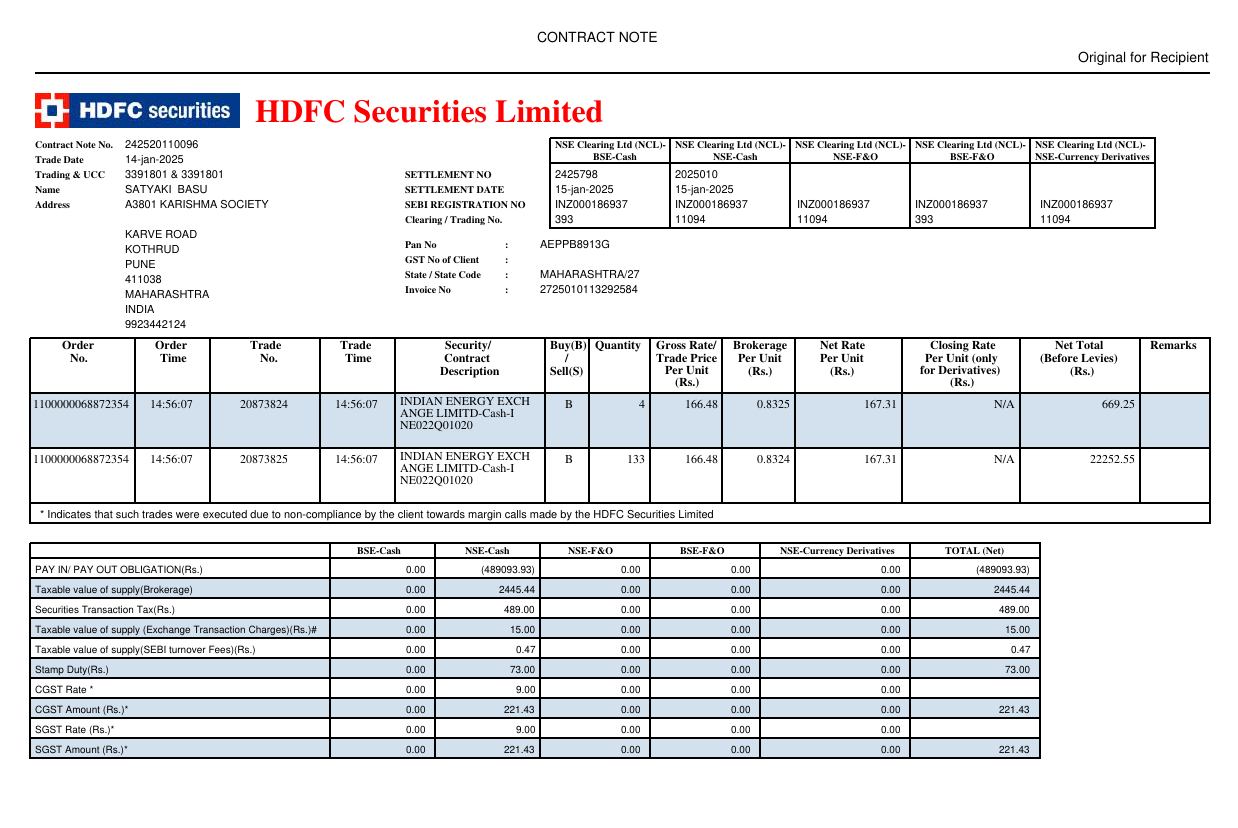 CONTRACT NOTE
Original for Recipient
HDFC securities HDFC Securities Limited
Contract Note No. 242520110096
Trade Date 14-jan-2025
Trading & UCC 3391801 & 3391801
Name SATYAKI BASU
Address A3801 KARISHMA SOCIETY
KARVE ROAD
KOTHRUD
PUNE
411038
MAHARASHTRA
INDIA
9923442124
NSE Clearing Ltd (NCL)- BSE-Cash NSE Clearing Ltd (NCL)- NSE-Cash NSE Clearing Ltd (NCL)- NSE-F&O NSE Clearing Ltd (NCL)- BSE-F&O NSE Clearing Ltd (NCL)- NSE-Currency Derivatives
SETTLEMENT NO 2425798 2025010
SETTLEMENT DATE 15-jan-2025 15-jan-2025
SEBI REGISTRATION NO INZ000186937 INZ000186937 INZ000186937 INZ000186937 INZ000186937
Clearing / Trading No. 393 11094 11094 393 11094
Pan No : AEPPB8913G
GST No of Client :
State / State Code : MAHARASHTRA/27
Invoice No : 2725010113292584
Order No. Order Time Trade No. Trade Time Security/ Contract Description Buy(B) / Sell(S) Quantity Gross Rate/ Trade Price Per Unit (Rs.) Brokerage Per Unit (Rs.) Net Rate Per Unit (Rs.) Closing Rate Per Unit (only for Derivatives) (Rs.) Net Total (Before Levies) (Rs.) Remarks
1100000068872354 14:56:07 20873824 14:56:07 INDIAN ENERGY EXCH B 4 166.48 0.8325 167.31 N/A 669.25
ANGE LIMITD-Cash-I
NE022Q01020
1100000068872354 14:56:07 20873825 14:56:07 INDIAN ENERGY EXCH B 133 166.48 0.8324 167.31 N/A 22252.55
ANGE LIMITD-Cash-I
NE022Q01020
* Indicates that such trades were executed due to non-compliance by the client towards margin calls made by the HDFC Securities Limited
BSE-Cash NSE-Cash NSE-F&O BSE-F&O NSE-Currency Derivatives TOTAL (Net)
PAY IN/ PAY OUT OBLIGATION(Rs.) 0.00 (489093.93) 0.00 0.00 0.00 (489093.93)
Taxable value of supply(Brokerage) 0.00 2445.44 0.00 0.00 0.00 2445.44
Securities Transaction Tax(Rs.) 0.00 489.00 0.00 0.00 0.00 489.00
Taxable value of supply (Exchange Transaction Charges)(Rs.)# 0.00 15.00 0.00 0.00 0.00 15.00
Taxable value of supply(SEBI turnover Fees)(Rs.) 0.00 0.47 0.00 0.00 0.00 0.47
Stamp Duty(Rs.) 0.00 73.00 0.00 0.00 0.00 73.00
CGST Rate * 0.00 9.00 0.00 0.00 0.00
CGST Amount (Rs.)* 0.00 221.43 0.00 0.00 0.00 221.43
SGST Rate (Rs.)* 0.00 9.00 0.00 0.00 0.00
SGST Amount (Rs.)* 0.00 221.43 0.00 0.00 0.00 221.43